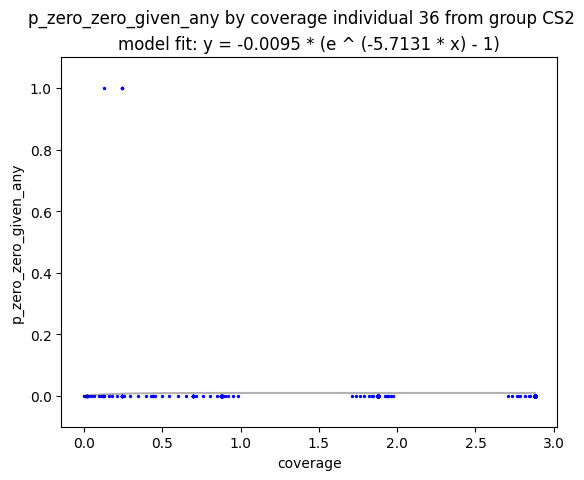 p_zero_zero_given_any by coverage individual 36 from group CS2
model fit: y = -0.0095 * (e ^ (-5.7131 * x) - 1)
1.0
0.8
0.6
0.4
0.2
0.0
p_zero_zero_given_any
0.0 0.5 1.0 1.5 2.0 2.5 3.0
coverage